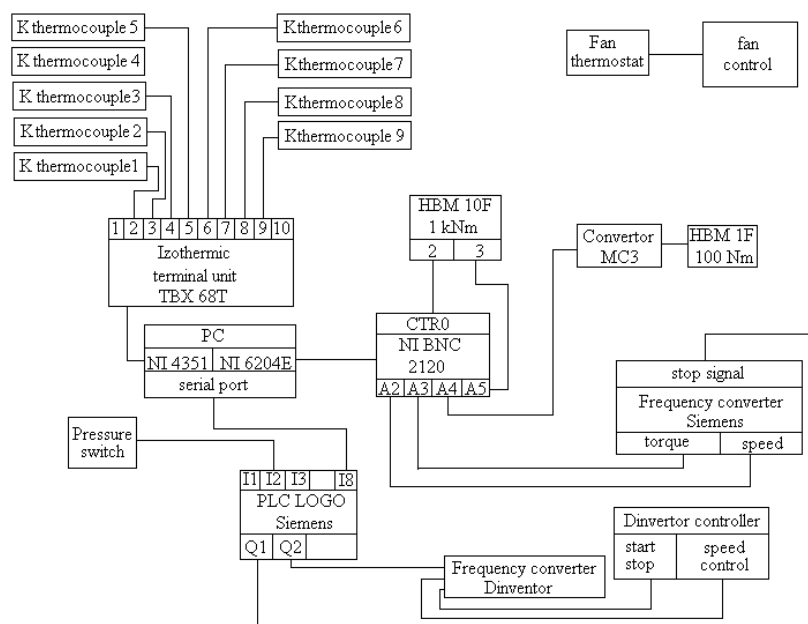 K thermocouple 5
K thermocouple 4
K thermocouple3
K thermocouple 2
K thermocouple1
Kthermocouple 6
Kthermocouple7
Kthermocouple8
Kthermocouple 9
Fan
thermostat
fan
control
1 2 3 4 5 6 7 8 9 10
Izothermic
terminal unit
TBX 68T
HBM 10F
1 kNm
2 3
Convertor
MC3
HBM 1F
100 Nm
PC
NI 4351 NI 6204E
serial port
CTR0
NI BNC
2120
A2 A3 A4 A5
stop signal
Frequency converter
Siemens
torque speed
Pressure
switch
I1 I2 I3 I8
PLC LOGO
Siemens
Q1 Q2
Frequency converter
Dinventor
Dinvertor controller
start speed
stop control